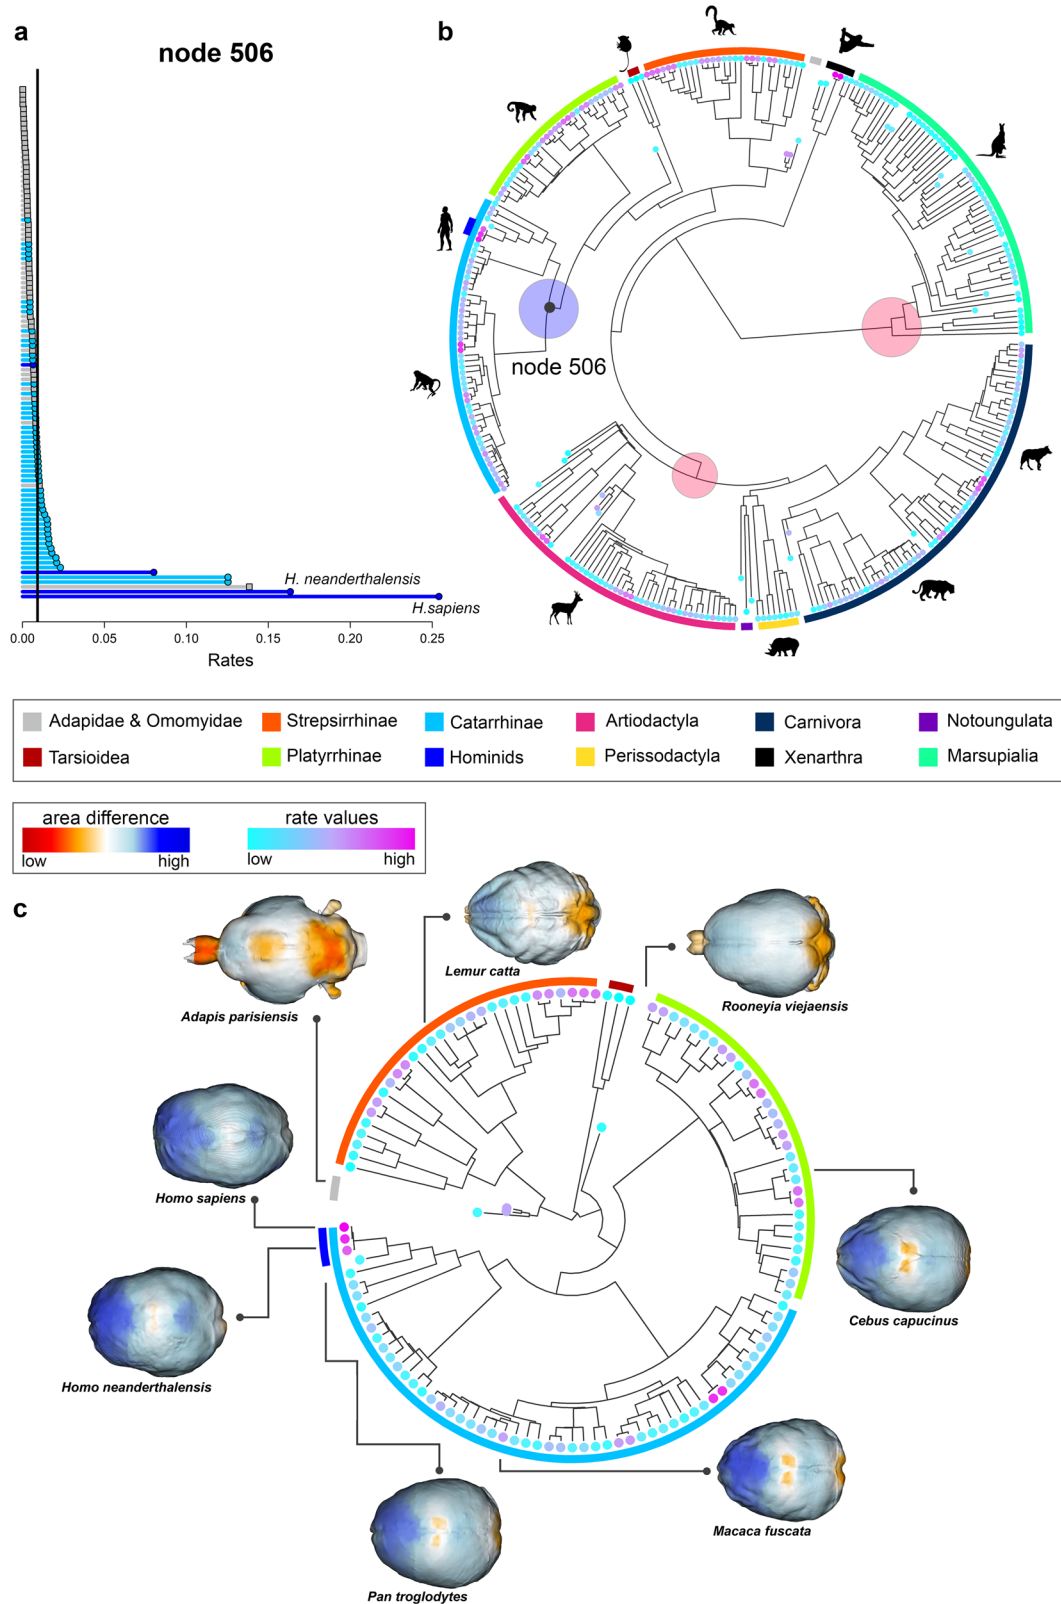 a
node 506
b
H. neanderthalensis
H.sapiens
0.00 0.05 0.10 0.15 0.20 0.25
Rates
node 506
Adapidae & Omomyidae Strepsirrhinae Catarrhinae Artiodactyla Carnivora Notoungulata
Tarsioidea Platyrrhinae Hominids Perissodactyla Xenarthra Marsupialia
area difference rate values
low high low high
c
Lemur catta
Rooneyia viejaensis
Adapis parisiensis
Homo sapiens
Cebus capucinus
Homo neanderthalensis
Macaca fuscata
Pan troglodytes